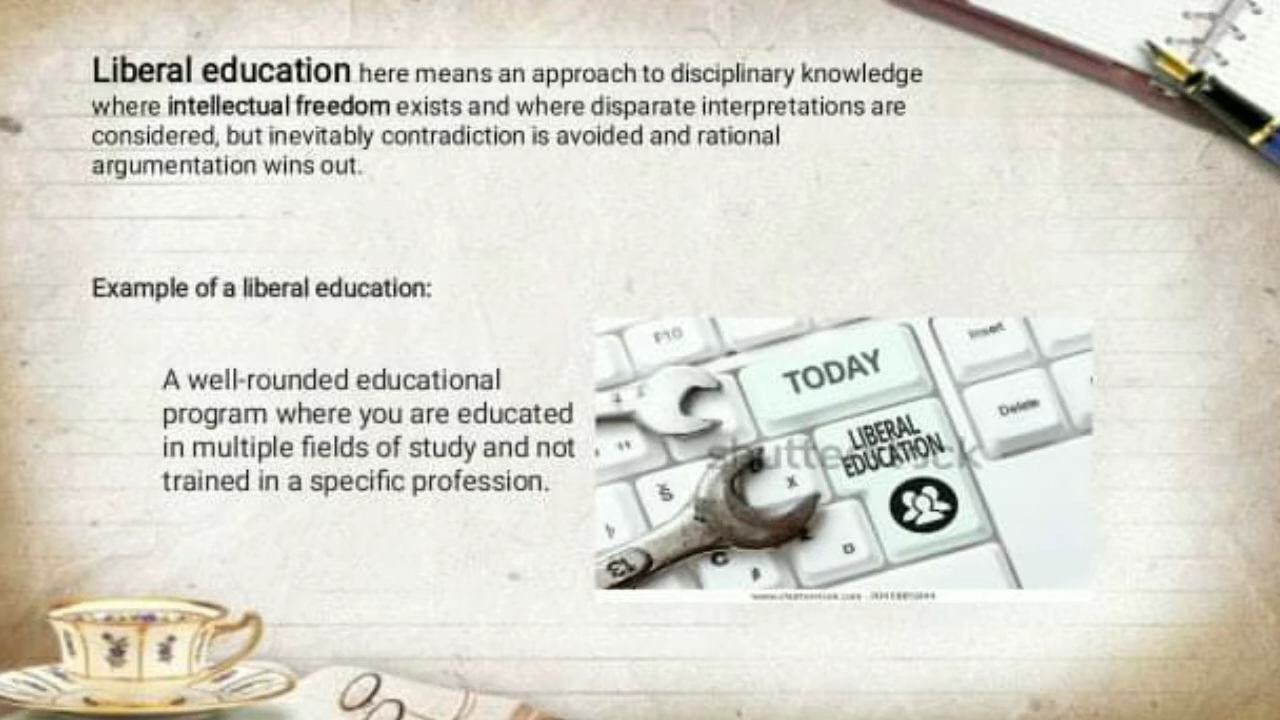 Liberal education here means an approach to disciplinary knowledge
where intellectual freedom exists and where disparate interpretations are
considered, but inevitably contradiction is avoided and rational
argumentation wins out.
Example of a liberal education:
A well-rounded educational
program where you are educated
in multiple fields of study and not
trained in a specific profession.
F10
Insert
TODAY
Delete
LIBERAL
EDUCATION
shutterstock
X
Š
13
C